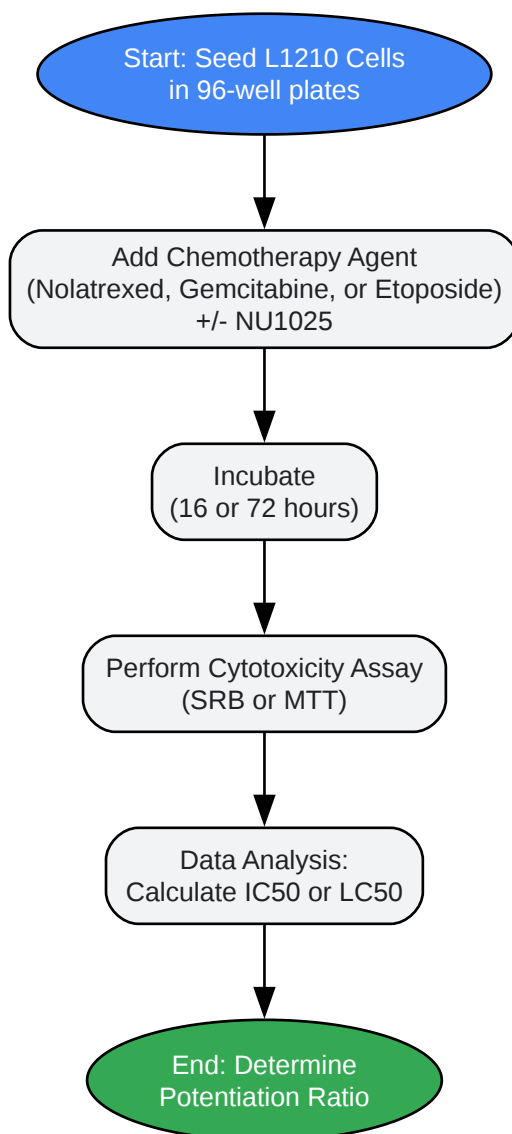 Start: Seed L1210 Cells
in 96-well plates
Add Chemotherapy Agent
(Nolatrexed, Gemcitabine, or Etoposide)
+/- NU1025
Incubate
(16 or 72 hours)
Perform Cytotoxicity Assay
(SRB or MTT)
Data Analysis:
Calculate IC50 or LC50
End: Determine
Potentiation Ratio